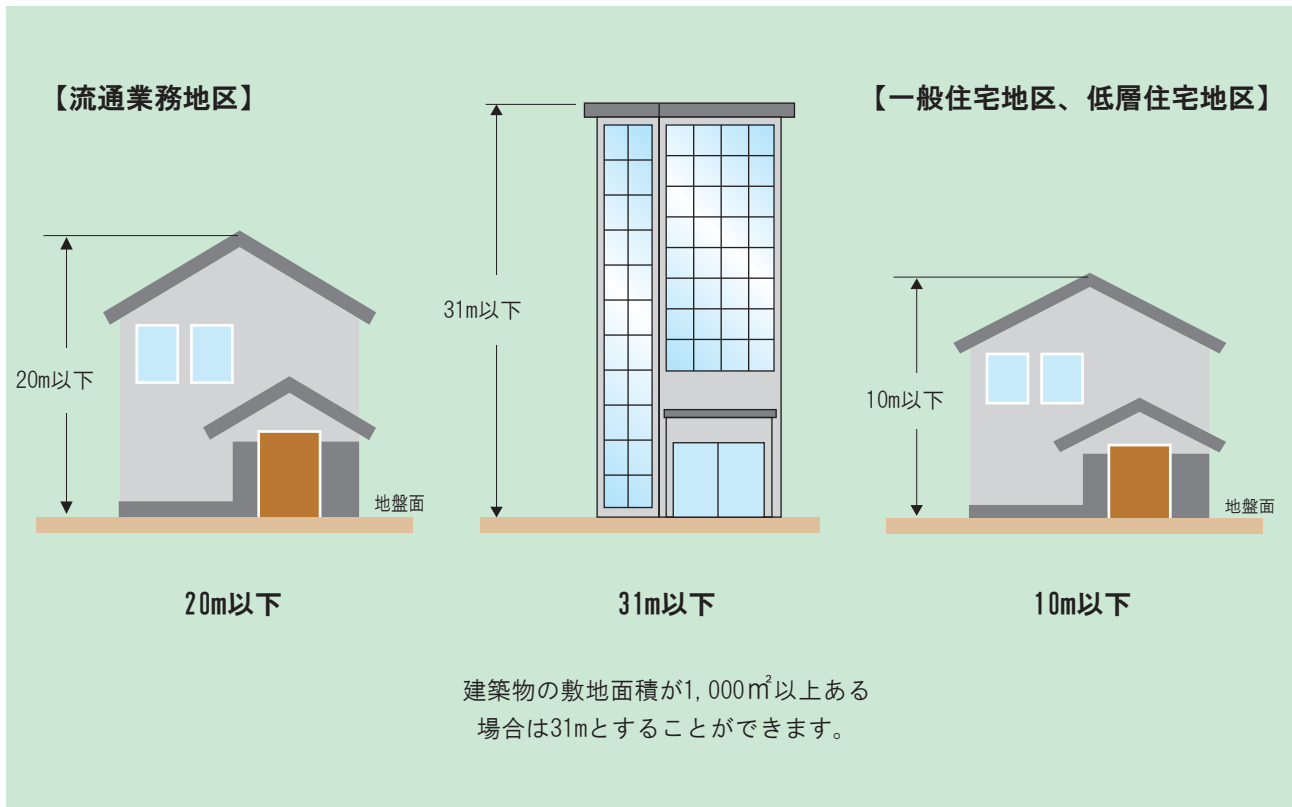 【流通業務地区】
20m以下
地盤面
20m以下
31m以下
31m以下
建築物の敷地面積が1,000㎡以上ある
場合は31mとすることができます。
【一般住宅地区、低層住宅地区】
10m以下
地盤面
10m以下